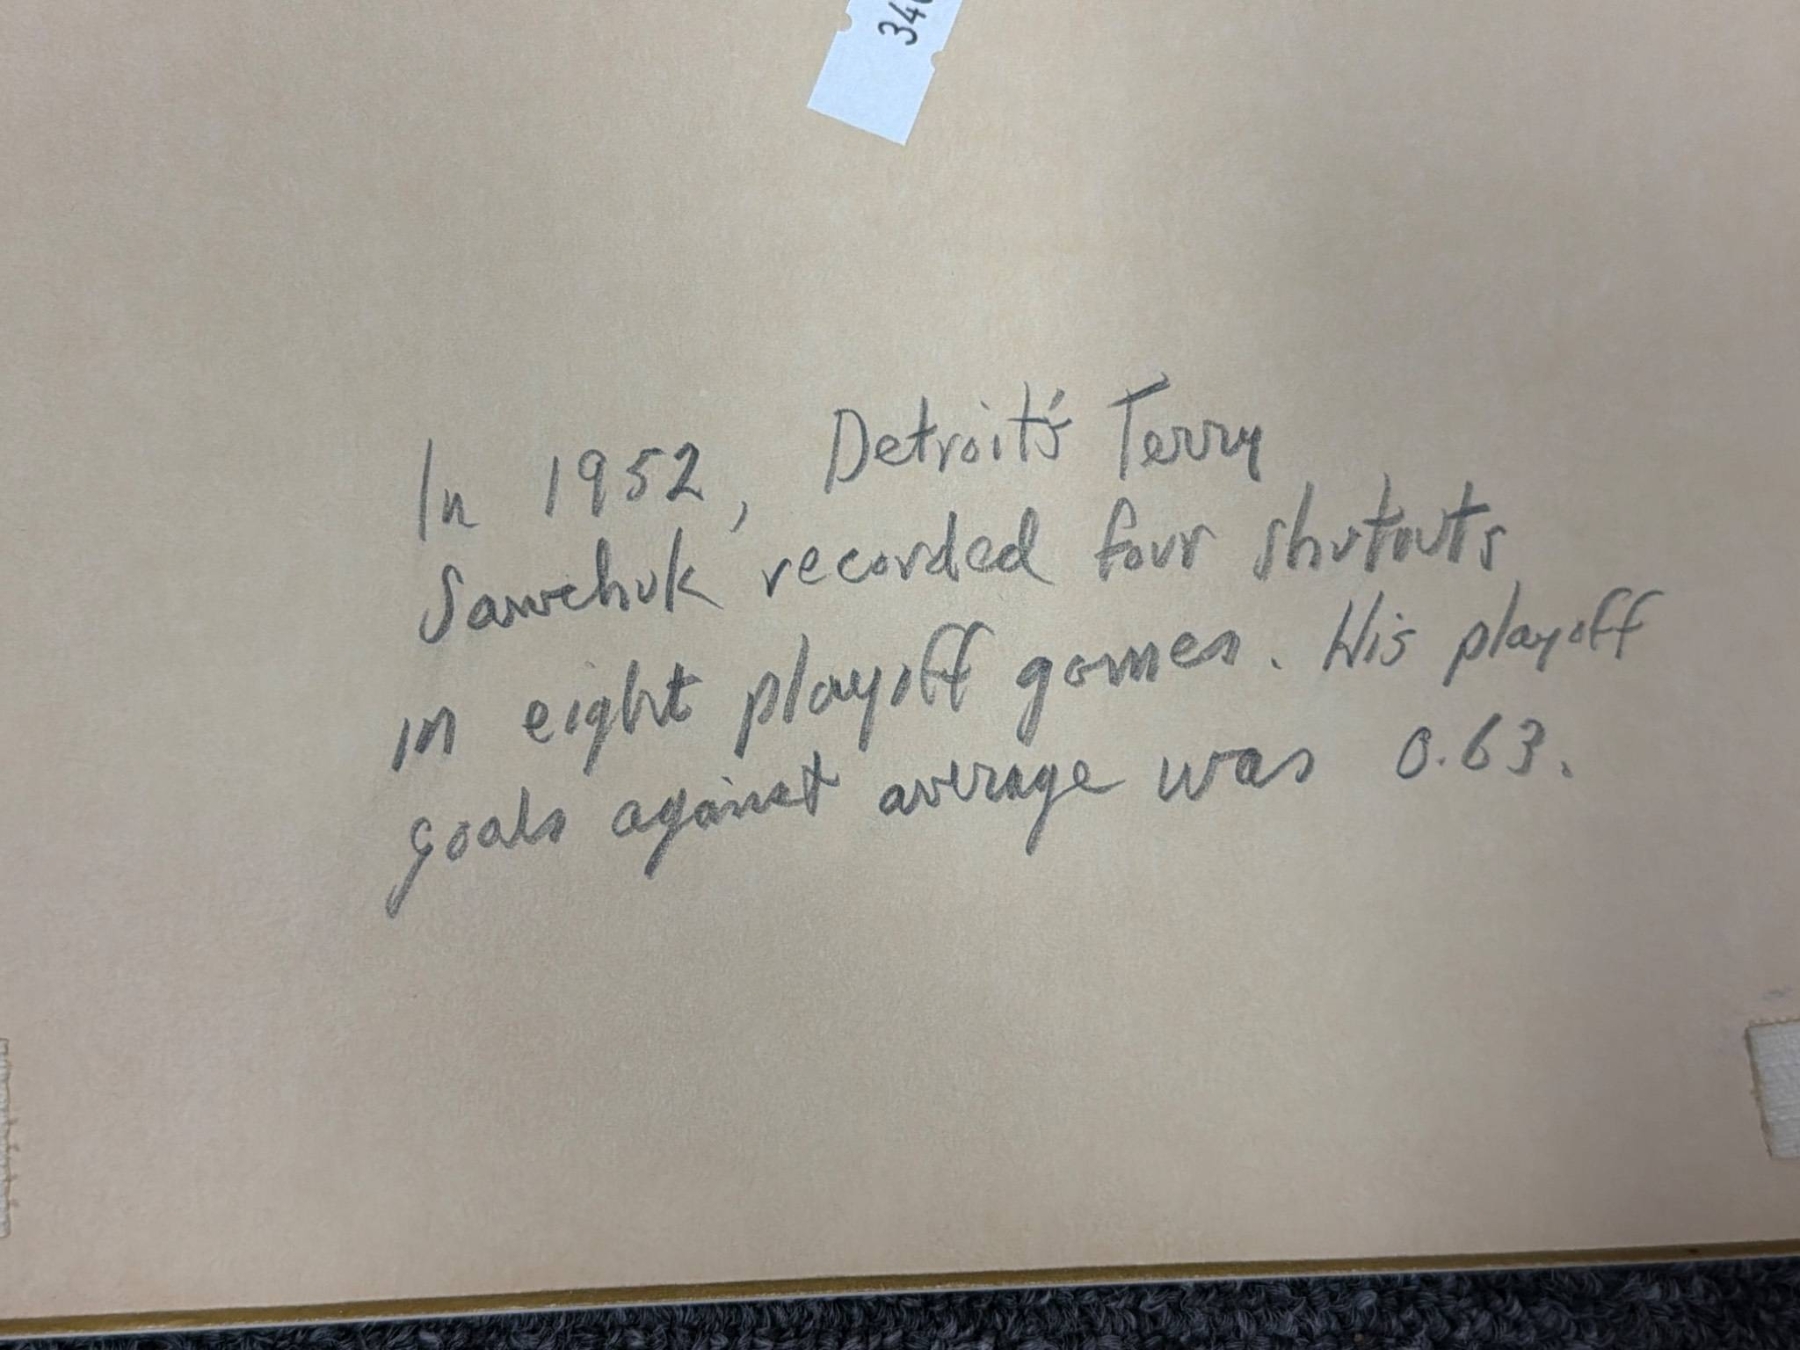 In 1952, Detroit's Terry
Sawchuk recorded four shutouts
in eight playoff games. His playoff
goals against average was 0.63.